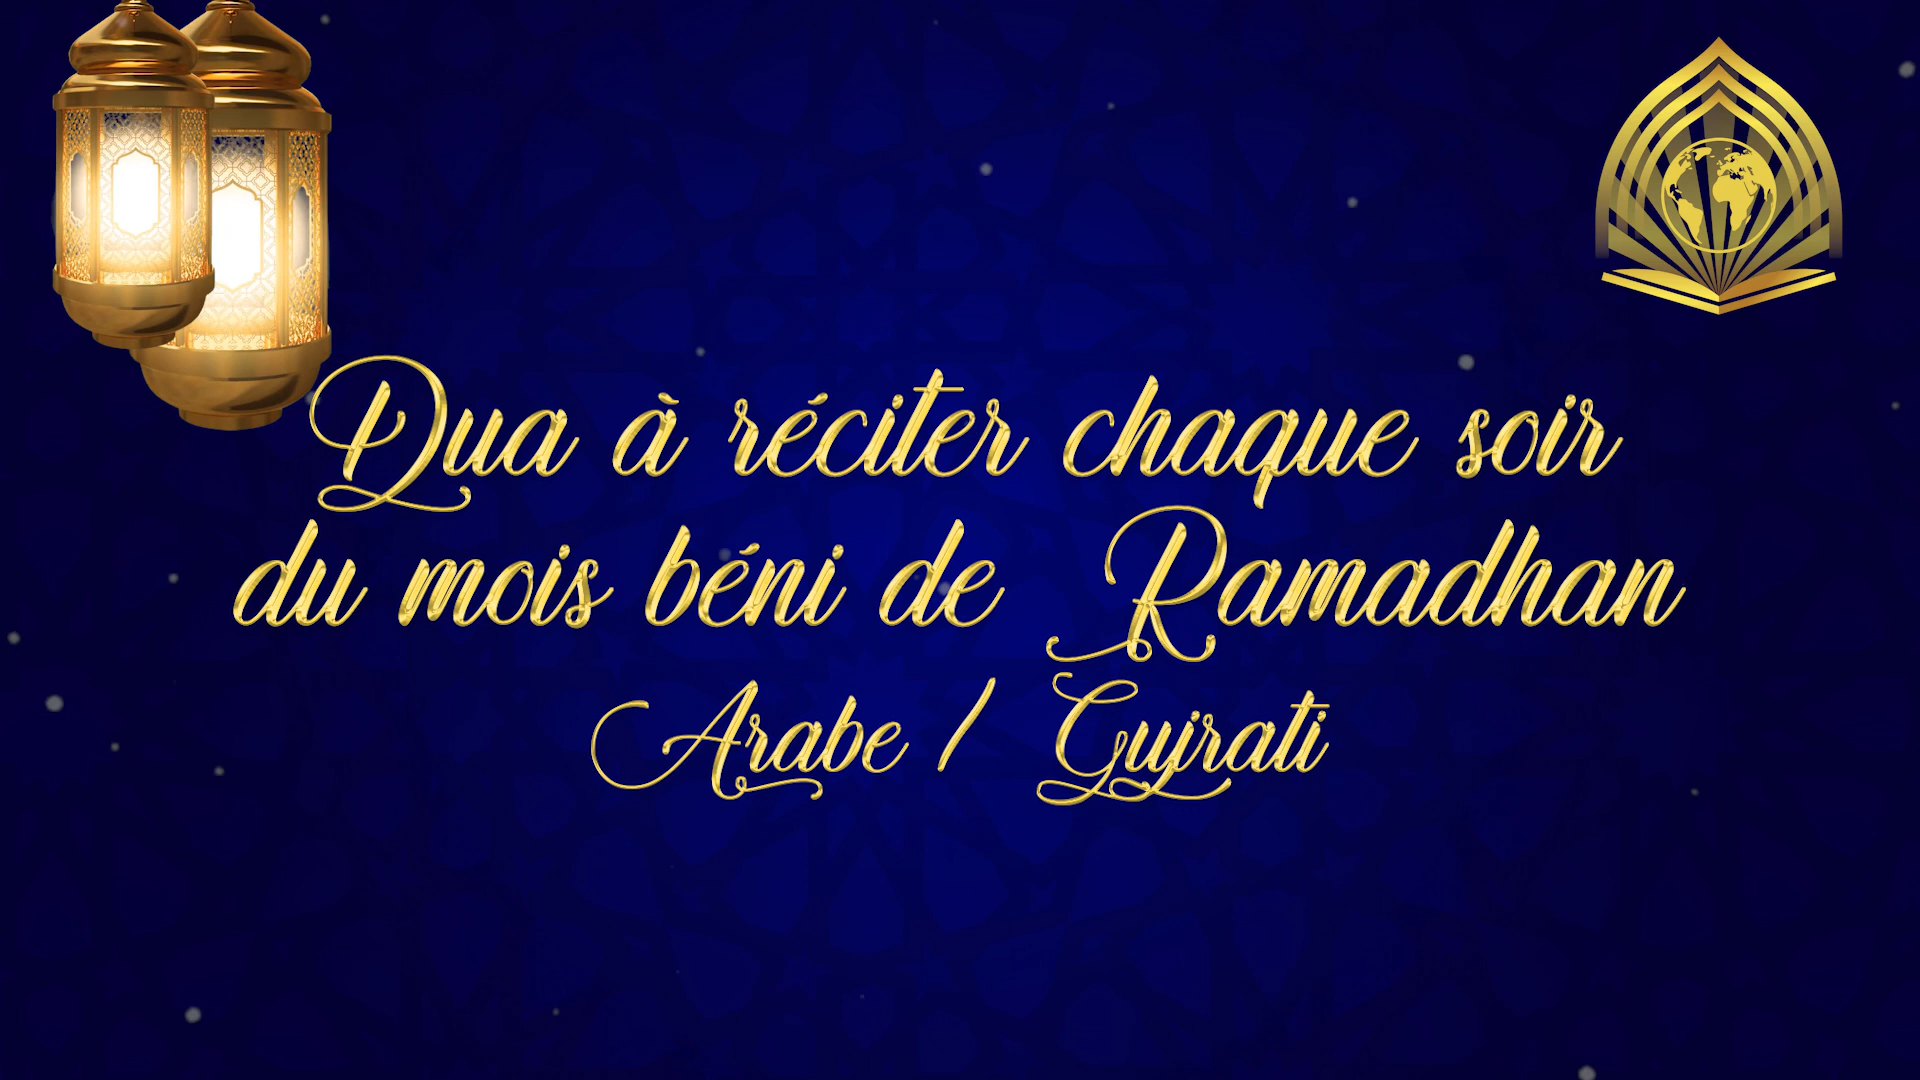 Dua à réciter chaque soir
du mois béni de Ramadhan
Arabe / Gujrati